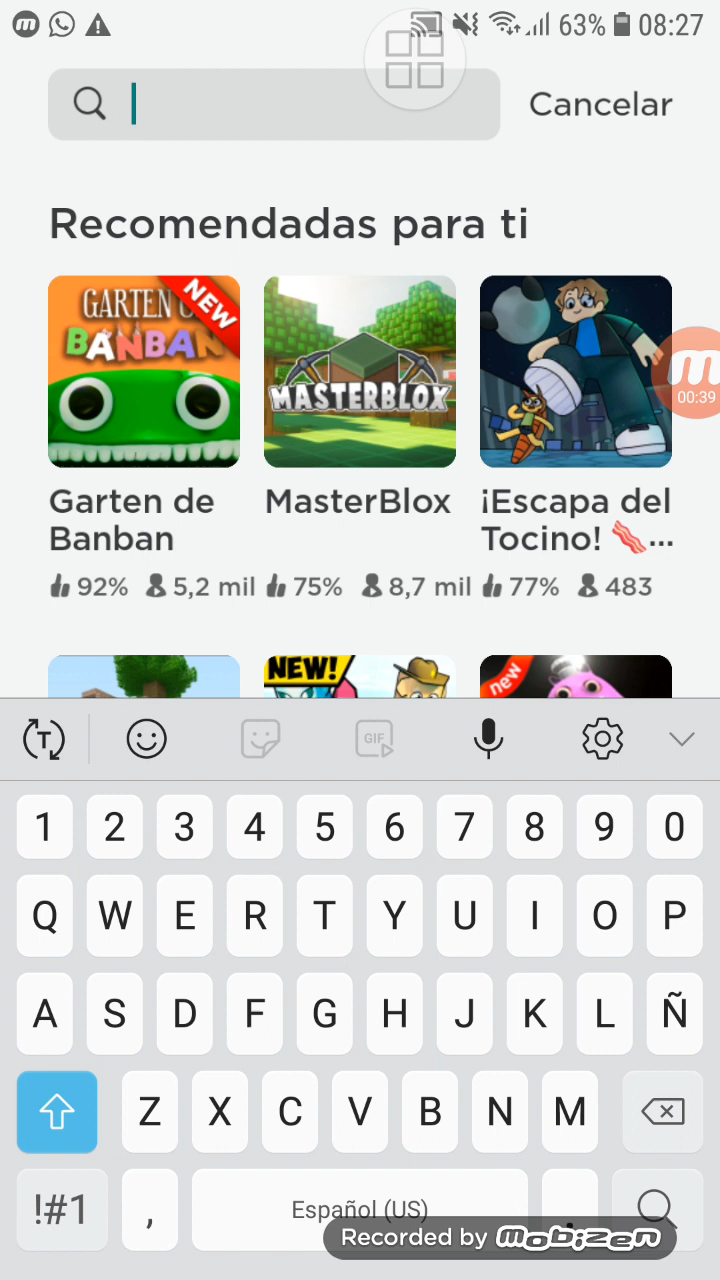 63% 08:27
Cancelar
Recomendadas para ti
GARTEN OF NEW
BANBAN
MASTERBLOX
00:39
Garten de
Banban
MasterBlox
¡Escapa del
Tocino! 🥓...
92% 5,2 mil 75% 8,7 mil 77% 483
NEW! new
T GIF
1 2 3 4 5 6 7 8 9 0
Q W E R T Y U I O P
A S D F G H J K L Ñ
Z X C V B N M
!#1 , Español (US) .
Recorded by mobizen